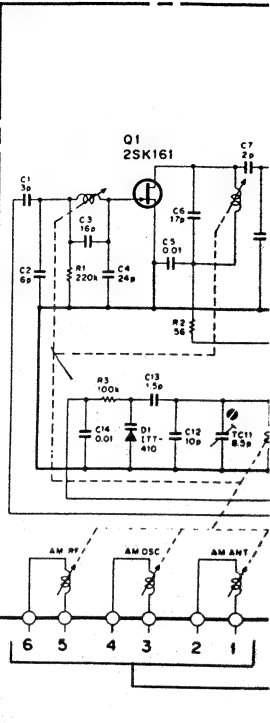 C7
2p
Q1
2SK161
C1
3p
C3
16p
C6
17p
C5
0.01
C2
6p
R1
220k
C4
24p
R2
56
R3
100k
C13
1.5p
C14
0.01
D1
ITT-
410
C12
10p
TC11
8.5p
AM RF
AM OSC
AM ANT
6 5 4 3 2 1